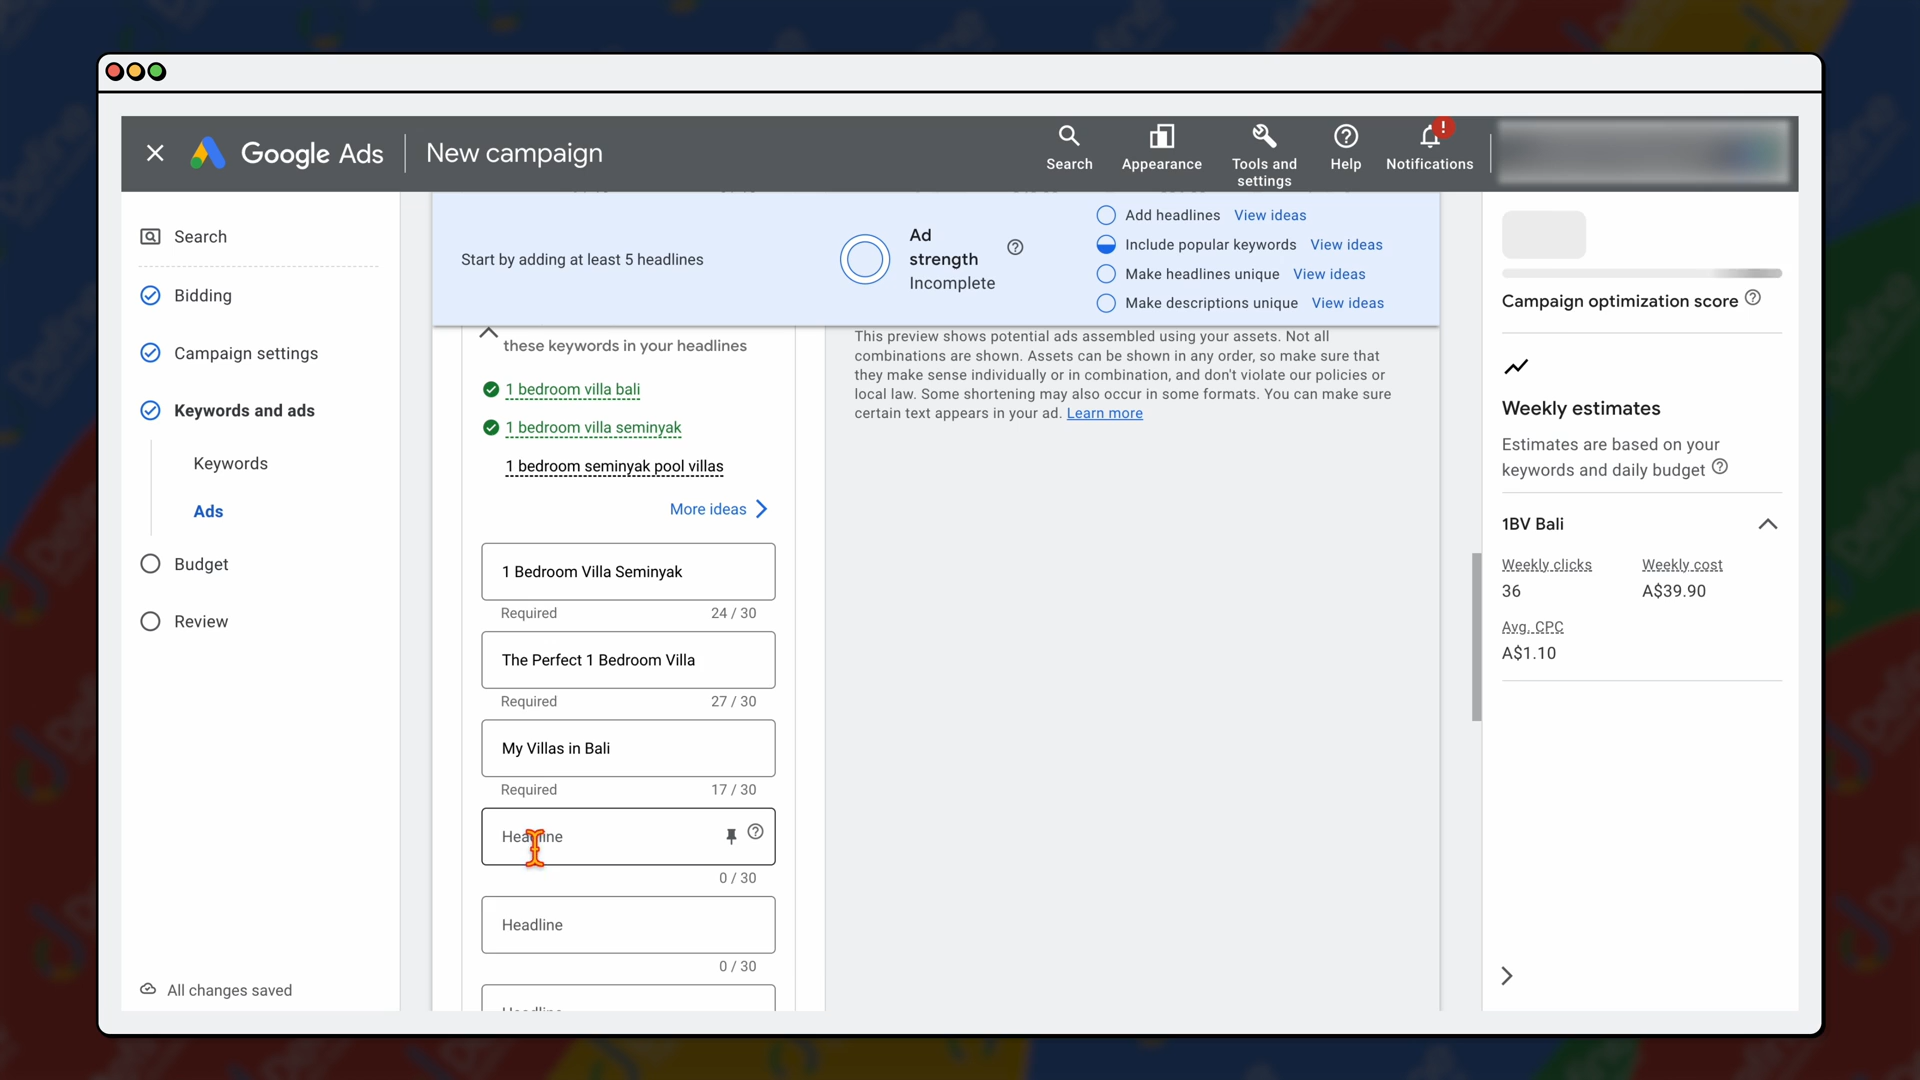 Google Ads
New campaign
Search
Appearance
Tools and
settings
Help
!
Notifications
Search
Bidding
Campaign settings
Keywords and ads
Keywords
Ads
Budget
Review
All changes saved
Start by adding at least 5 headlines
Ad
strength
Incomplete
Add headlines View ideas
Include popular keywords View ideas
Make headlines unique View ideas
Make descriptions unique View ideas
these keywords in your headlines
1 bedroom villa bali
1 bedroom villa seminyak
1 bedroom seminyak pool villas
More ideas
1 Bedroom Villa Seminyak
Required 24 / 30
The Perfect 1 Bedroom Villa
Required 27 / 30
My Villas in Bali
Required 17 / 30
Headline
0 / 30
Headline
0 / 30
This preview shows potential ads assembled using your assets. Not all
combinations are shown. Assets can be shown in any order, so make sure that
they make sense individually or in combination, and don't violate our policies or
local law. Some shortening may also occur in some formats. You can make sure
certain text appears in your ad. Learn more
Campaign optimization score
Weekly estimates
Estimates are based on your
keywords and daily budget
1BV Bali
Weekly clicks Weekly cost
36 A$39.90
Avg. CPC
A$1.10